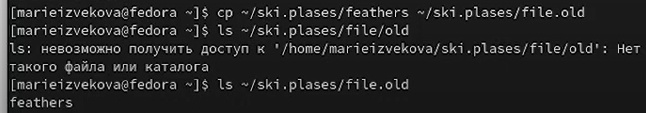 [marieizvekova@fedora ~]$ cp ~/ski.plases/feathers ~/ski.plases/file.old
[marieizvekova@fedora ~]$ ls ~/ski.plases/file/old
ls: невозможно получить доступ к '/home/marieizvekova/ski.plases/file/old': Нет
такого файла или каталога
[marieizvekova@fedora ~]$ ls ~/ski.plases/file.old
feathers